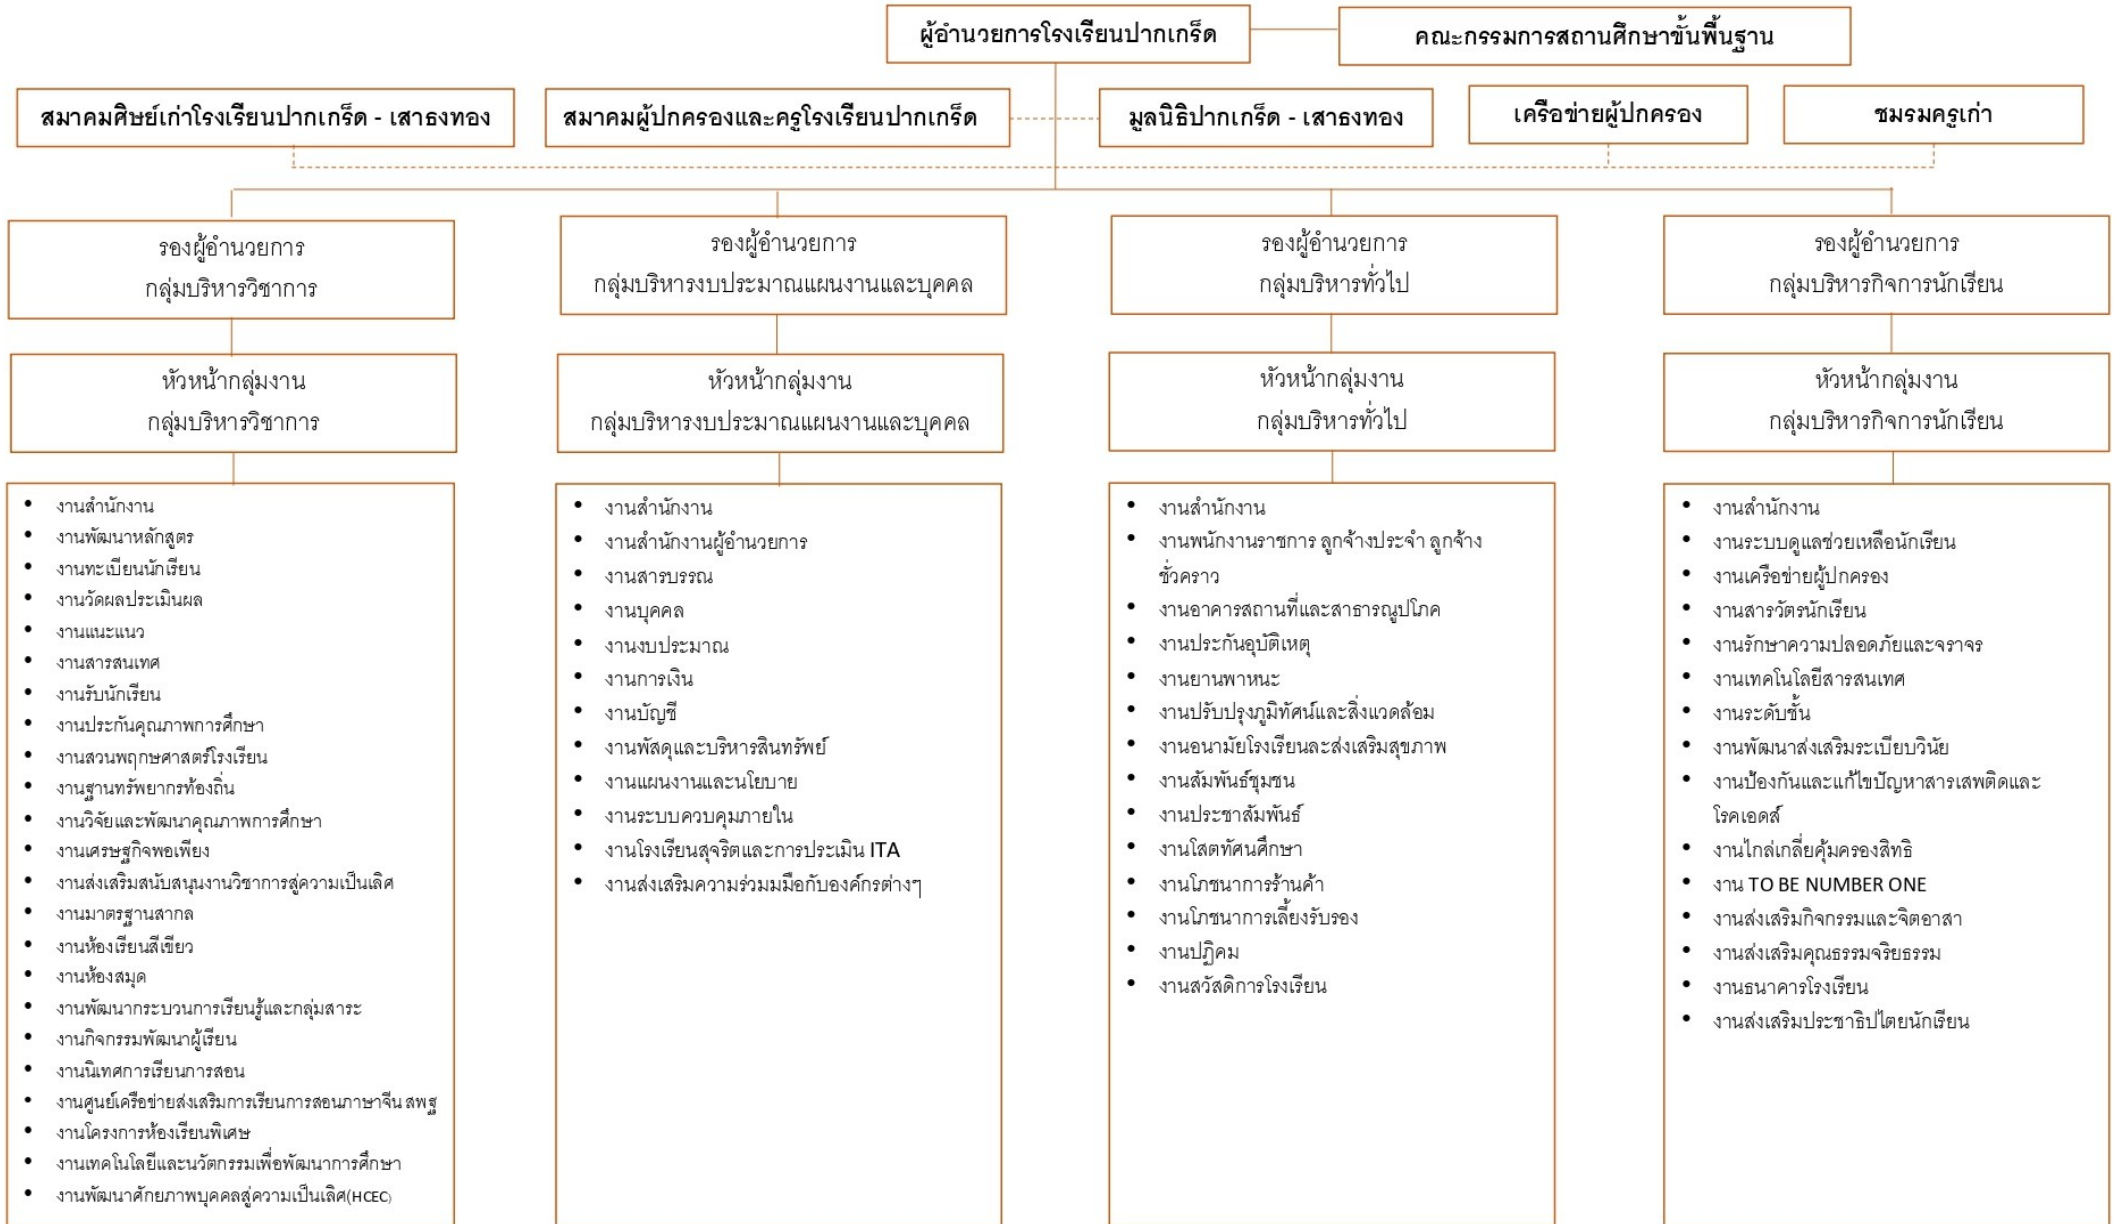 ผู้อำนวยการโรงเรียนปากเกร็ด
คณะกรรมการสถานศึกษาขั้นพื้นฐาน
สมาคมศิษย์เก่าโรงเรียนปากเกร็ด - เสาธงทอง
สมาคมผู้ปกครองและครูโรงเรียนปากเกร็ด
มูลนิธิปากเกร็ด - เสาธงทอง
เครือข่ายผู้ปกครอง
ชมรมครูเก่า
รองผู้อำนวยการ
กลุ่มบริหารวิชาการ
หัวหน้ากลุ่มงาน
กลุ่มบริหารวิชาการ
• งานสำนักงาน
• งานพัฒนาหลักสูตร
• งานทะเบียนนักเรียน
• งานวัดผลประเมินผล
• งานแนะแนว
• งานสารสนเทศ
• งานรับนักเรียน
• งานประกันคุณภาพการศึกษา
• งานสวนพฤกษศาสตร์โรงเรียน
• งานฐานทรัพยากรท้องถิ่น
• งานวิจัยและพัฒนาคุณภาพการศึกษา
• งานเศรษฐกิจพอเพียง
• งานส่งเสริมสนับสนุนงานวิชาการสู่ความเป็นเลิศ
• งานมาตรฐานสากล
• งานห้องเรียนสีเขียว
• งานห้องสมุด
• งานพัฒนากระบวนการเรียนรู้และกลุ่มสาระ
• งานกิจกรรมพัฒนาผู้เรียน
• งานนิเทศการเรียนการสอน
• งานศูนย์เครือข่ายส่งเสริมการเรียนการสอนภาษาจีน สพฐ
• งานโครงการห้องเรียนพิเศษ
• งานเทคโนโลยีและนวัตกรรมเพื่อพัฒนาการศึกษา
• งานพัฒนาศักยภาพบุคคลสู่ความเป็นเลิศ(HCEC)
รองผู้อำนวยการ
กลุ่มบริหารงบประมาณแผนงานและบุคคล
หัวหน้ากลุ่มงาน
กลุ่มบริหารงบประมาณแผนงานและบุคคล
• งานสำนักงาน
• งานสำนักงานผู้อำนวยการ
• งานสารบรรณ
• งานบุคคล
• งานงบประมาณ
• งานการเงิน
• งานบัญชี
• งานพัสดุและบริหารสินทรัพย์
• งานแผนงานและนโยบาย
• งานระบบควบคุมภายใน
• งานโรงเรียนสุจริตและการประเมิน ITA
• งานส่งเสริมความร่วมมมือกับองค์กรต่างๆ
รองผู้อำนวยการ
กลุ่มบริหารทั่วไป
หัวหน้ากลุ่มงาน
กลุ่มบริหารทั่วไป
• งานสำนักงาน
• งานพนักงานราชการ ลูกจ้างประจำ ลูกจ้าง
ชั่วคราว
• งานอาคารสถานที่และสาธารณูปโภค
• งานประกันอุบัติเหตุ
• งานยานพาหนะ
• งานปรับปรุงภูมิทัศน์และสิ่งแวดล้อม
• งานอนามัยโรงเรียนละส่งเสริมสุขภาพ
• งานสัมพันธ์ชุมชน
• งานประชาสัมพันธ์
• งานโสตทัศนศึกษา
• งานโภชนาการร้านค้า
• งานโภชนาการเลี้ยงรับรอง
• งานปฏิคม
• งานสวัสดิการโรงเรียน
รองผู้อำนวยการ
กลุ่มบริหารกิจการนักเรียน
หัวหน้ากลุ่มงาน
กลุ่มบริหารกิจการนักเรียน
• งานสำนักงาน
• งานระบบดูแลช่วยเหลือนักเรียน
• งานเครือข่ายผู้ปกครอง
• งานสารวัตรนักเรียน
• งานรักษาความปลอดภัยและจราจร
• งานเทคโนโลยีสารสนเทศ
• งานระดับชั้น
• งานพัฒนาส่งเสริมระเบียบวินัย
• งานป้องกันและแก้ไขปัญหาสารเสพติดและ
โรคเอดส์
• งานไกล่เกลี่ยคุ้มครองสิทธิ
• งาน TO BE NUMBER ONE
• งานส่งเสริมกิจกรรมและจิตอาสา
• งานส่งเสริมคุณธรรมจริยธรรม
• งานธนาคารโรงเรียน
• งานส่งเสริมประชาธิปไตยนักเรียน